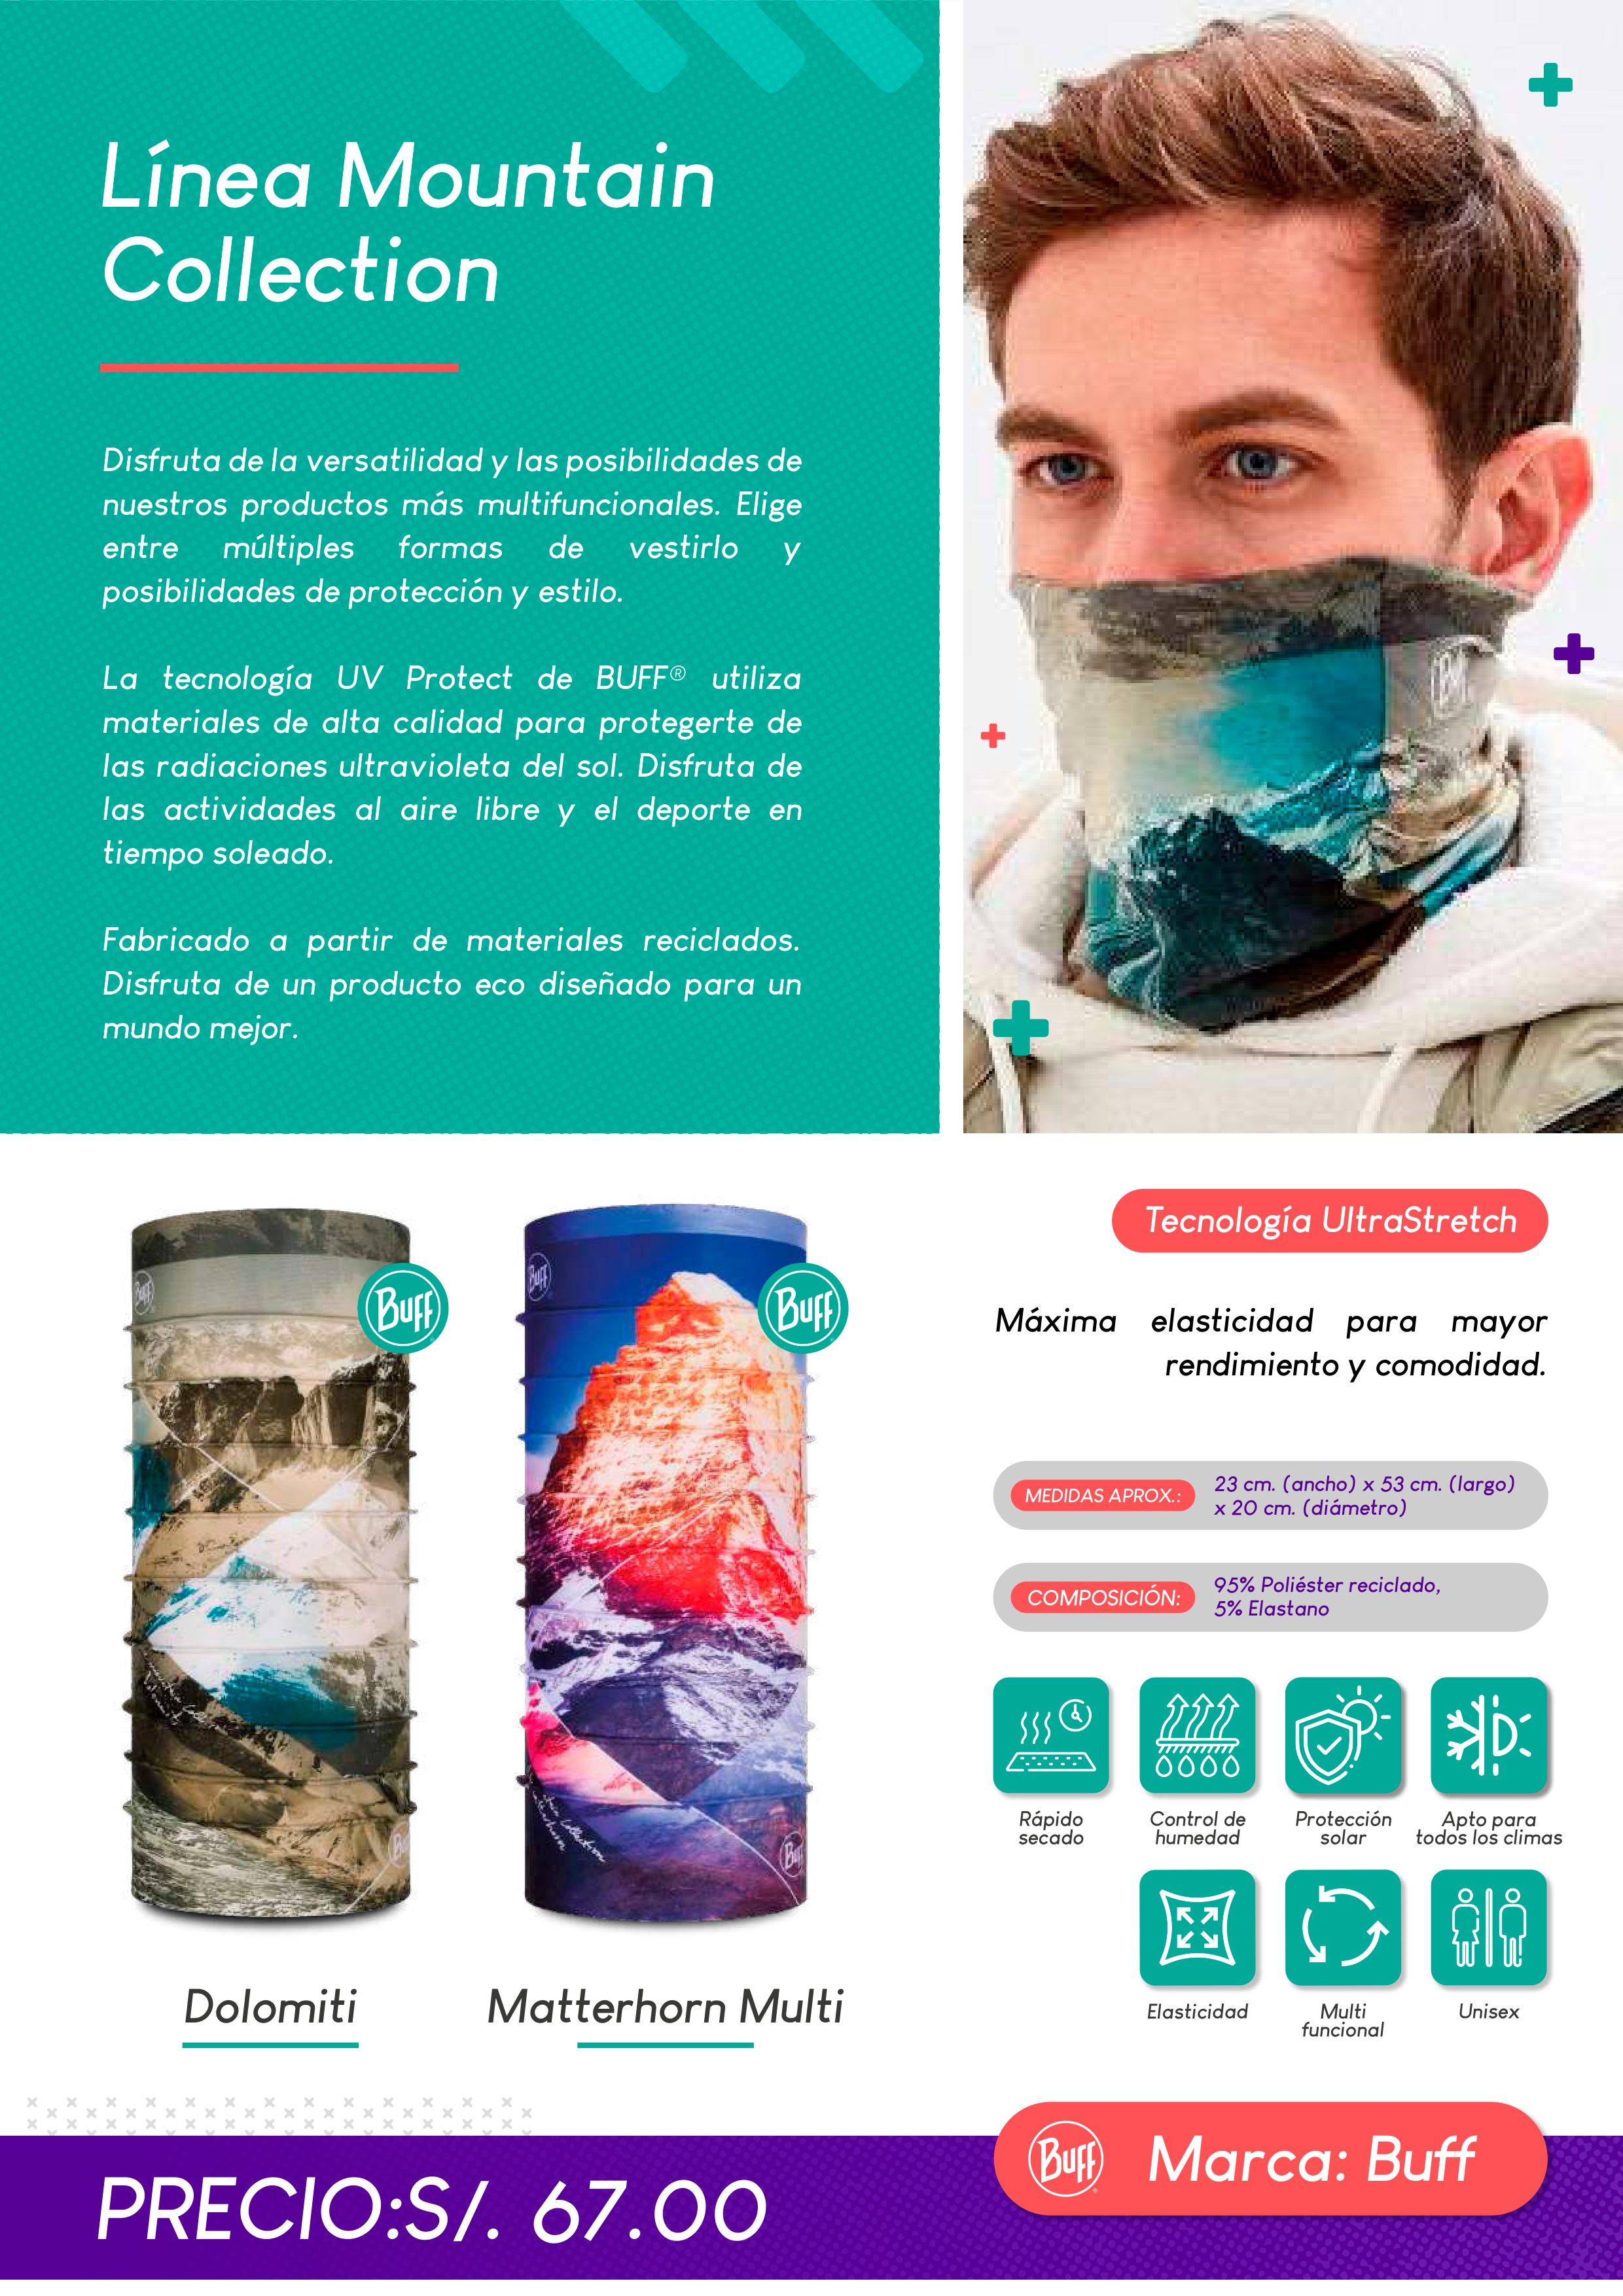 Línea Mountain
Collection
Disfruta de la versatilidad y las posibilidades de
nuestros productos más multifuncionales. Elige
entre múltiples formas de vestirlo y
posibilidades de protección y estilo.
La tecnología UV Protect de BUFF® utiliza
materiales de alta calidad para protegerte de
las radiaciones ultravioleta del sol. Disfruta de
las actividades al aire libre y el deporte en
tiempo soleado.
Fabricado a partir de materiales reciclados.
Disfruta de un producto eco diseñado para un
mundo mejor.
BUFF
Buff
Buff
Buff
Buff
Buff
Buff
Dolomiti
Matterhorn Multi
Tecnología UltraStretch
Máxima elasticidad para mayor
rendimiento y comodidad.
MEDIDAS APROX.:
23 cm. (ancho) x 53 cm. (largo)
x 20 cm. (diámetro)
COMPOSICIÓN:
95% Poliéster reciclado,
5% Elastano
Rápido
secado
Control de
humedad
Protección
solar
Apto para
todos los climas
Elasticidad
Multi
funcional
Unisex
PRECIO:S/. 67.00
Buff
Marca: Buff